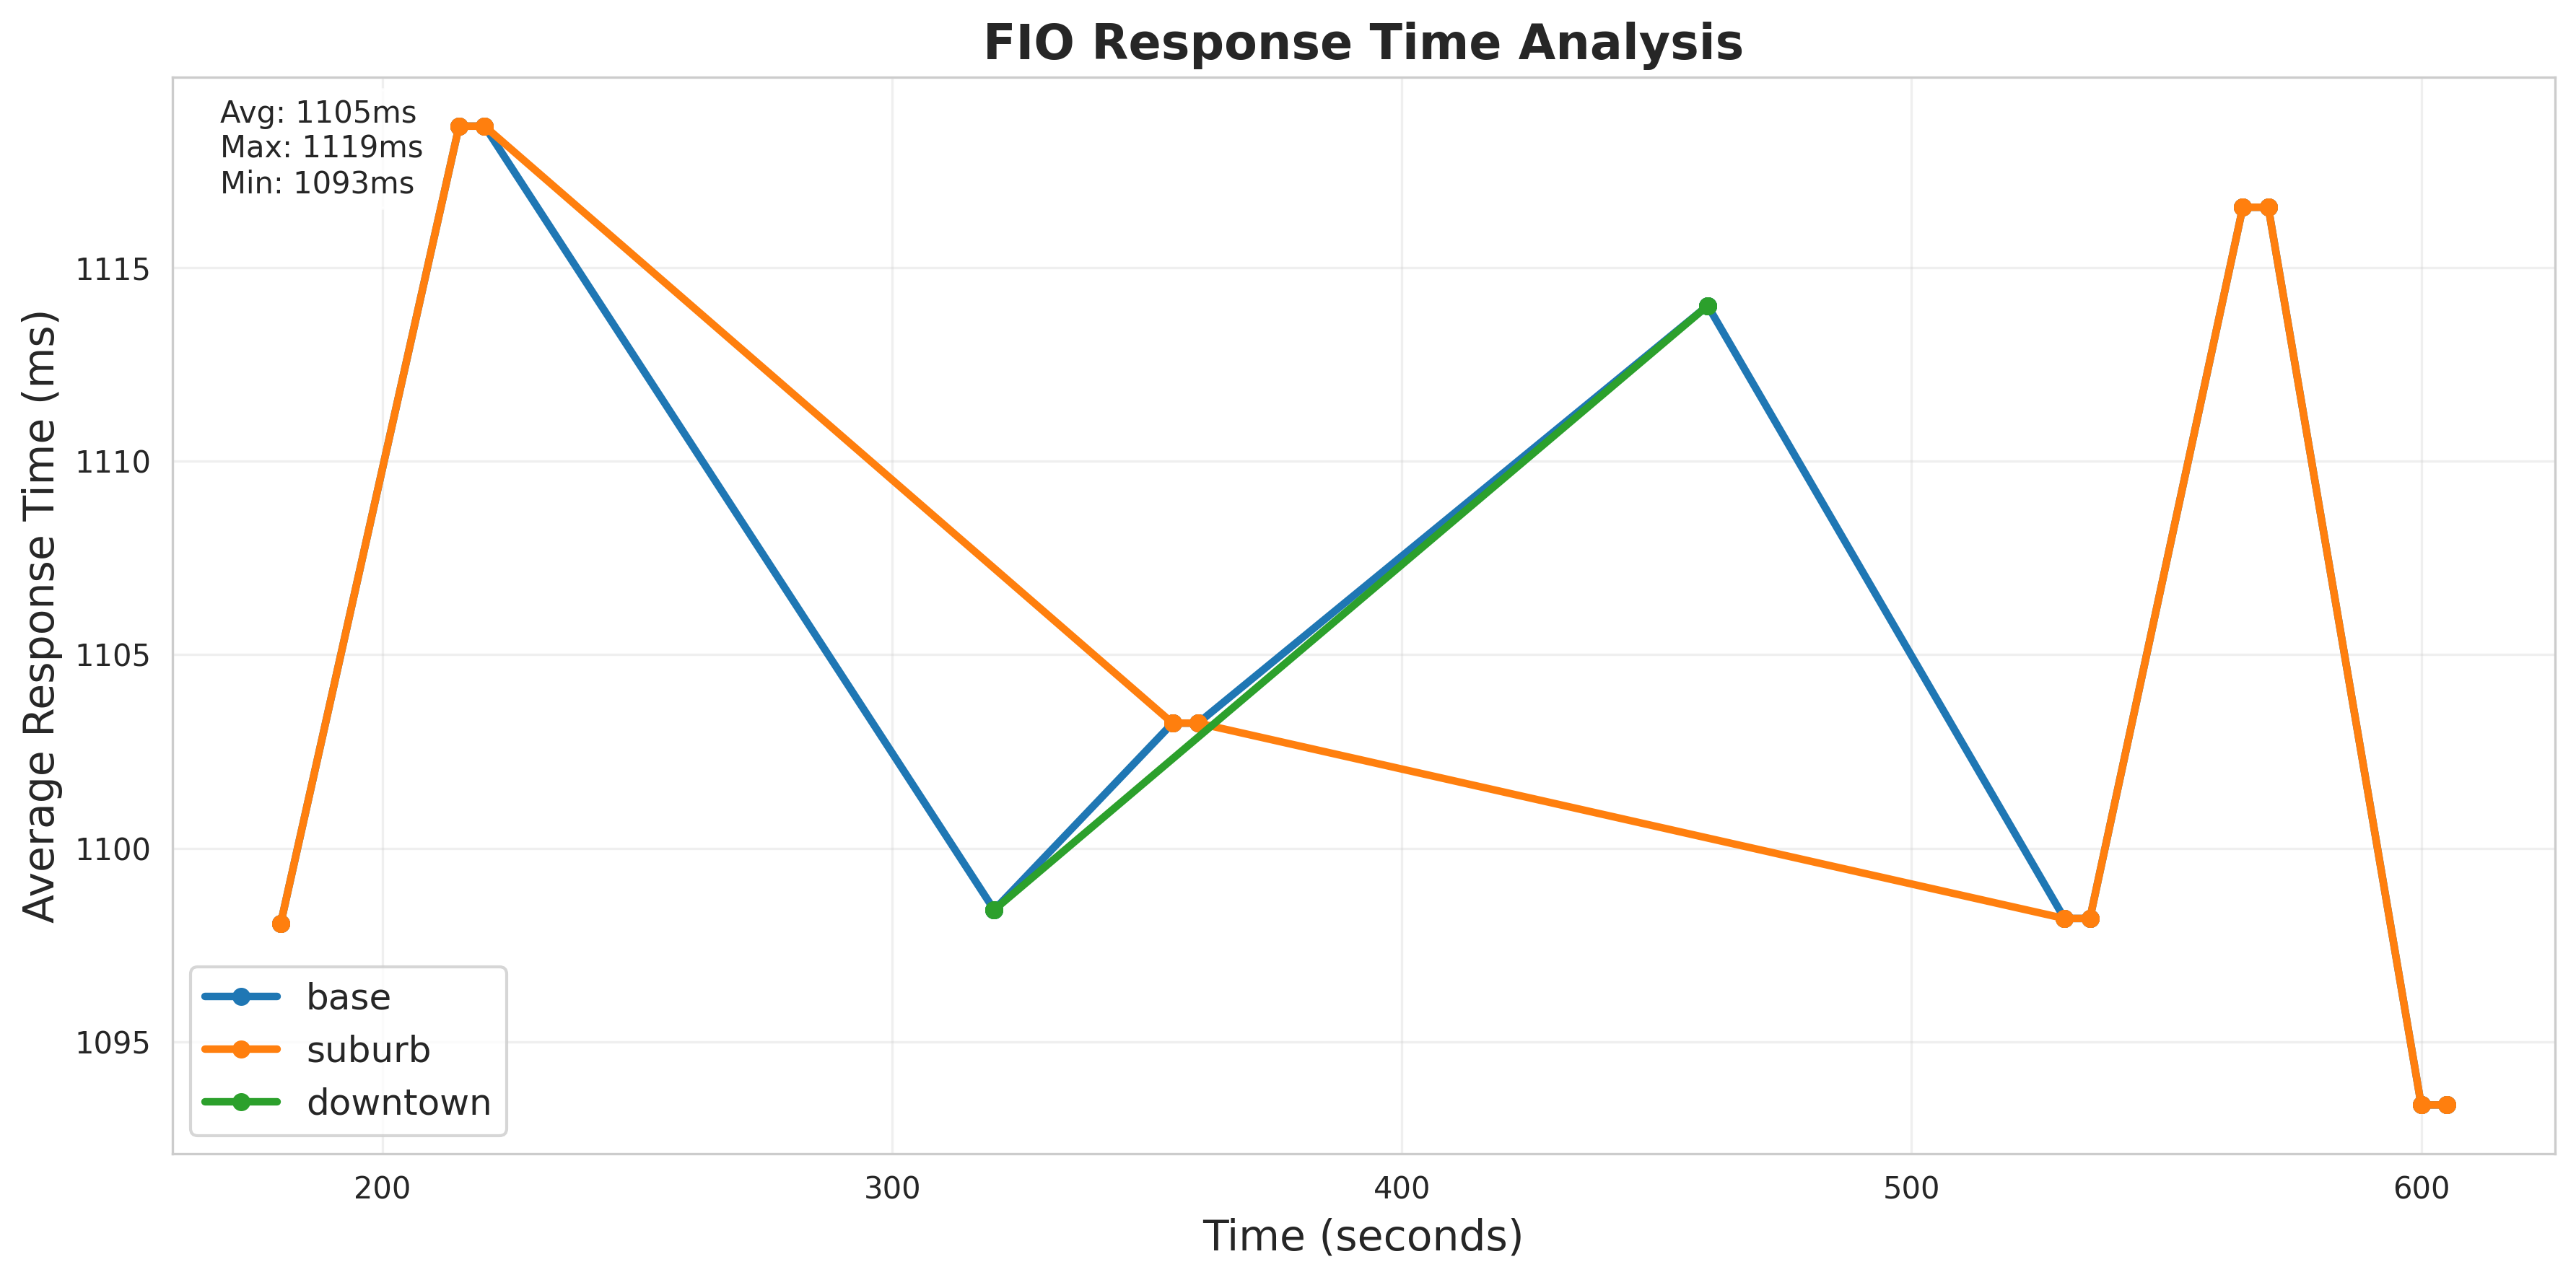 FIO Response Time Analysis
Avg: 1105ms
Max: 1119ms
Min: 1093ms
Average Response Time (ms)
1115
1110
1105
1100
1095
base
suburb
downtown
200 300 400 500 600
Time (seconds)